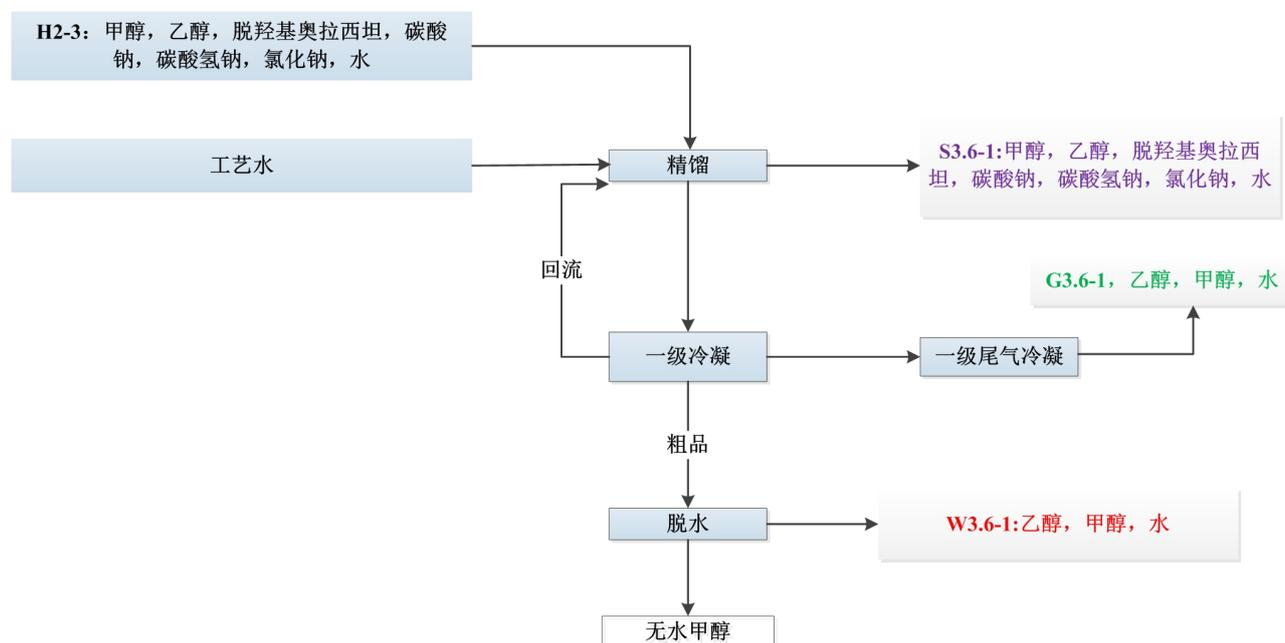 H2-3：甲醇，乙醇，脱羟基奥拉西坦，碳酸
钠，碳酸氢钠，氯化钠，水
工艺水
精馏
S3.6-1:甲醇，乙醇，脱羟基奥拉西
坦，碳酸钠，碳酸氢钠，氯化钠，水
回流
G3.6-1，乙醇，甲醇，水
一级冷凝
一级尾气冷凝
粗品
脱水
W3.6-1:乙醇，甲醇，水
无水甲醇